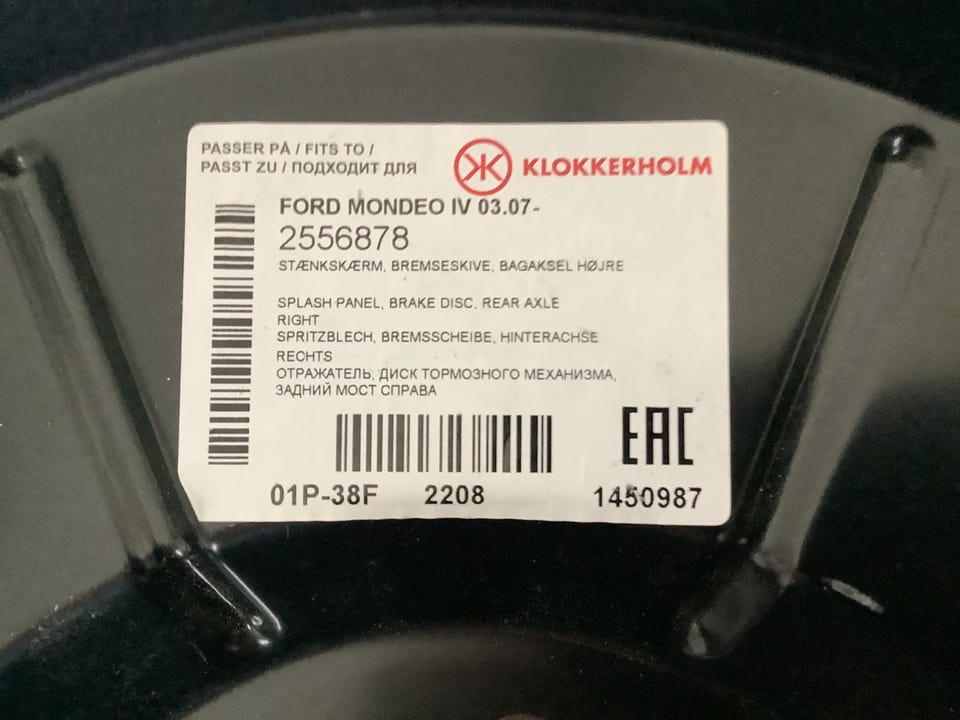 PASSER PÅ / FITS TO /
PASST ZU / ПОДХОДИТ ДЛЯ
KLOKKERHOLM
FORD MONDEO IV 03.07-
2556878
STÆNKSKÆRM, BREMSESKIVE, BAGAKSEL HØJRE
SPLASH PANEL, BRAKE DISC, REAR AXLE
RIGHT
SPRITZBLECH, BREMSSCHEIBE, HINTERACHSE
RECHTS
ОТРАЖАТЕЛЬ, ДИСК ТОРМОЗНОГО МЕХАНИЗМА,
ЗАДНИЙ МОСТ СПРАВА
EAC
01P-38F 2208 1450987